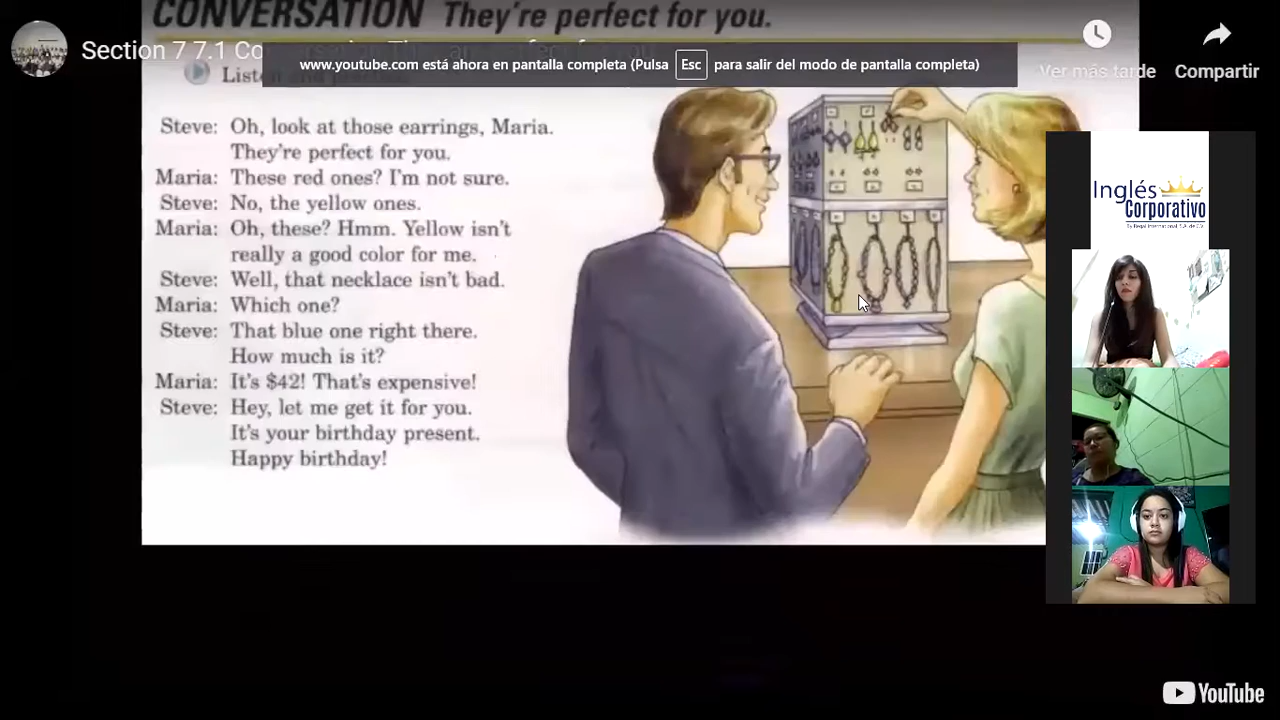 CONVERSATION They're perfect for you.
Section 7 7.1 Co
www.youtube.com está ahora en pantalla completa (Pulsa Esc para salir del modo de pantalla completa)
Ver más tarde
Compartir
Steve: Oh, look at those earrings, Maria.
They're perfect for you.
Maria: These red ones? I'm not sure.
Steve: No, the yellow ones.
Maria: Oh, these? Hmm. Yellow isn't
really a good color for me.
Steve: Well, that necklace isn't bad.
Maria: Which one?
Steve: That blue one right there.
How much is it?
Maria: It's $42! That's expensive!
Steve: Hey, let me get it for you.
It's your birthday present.
Happy birthday!
Inglés
Corporativo
YouTube